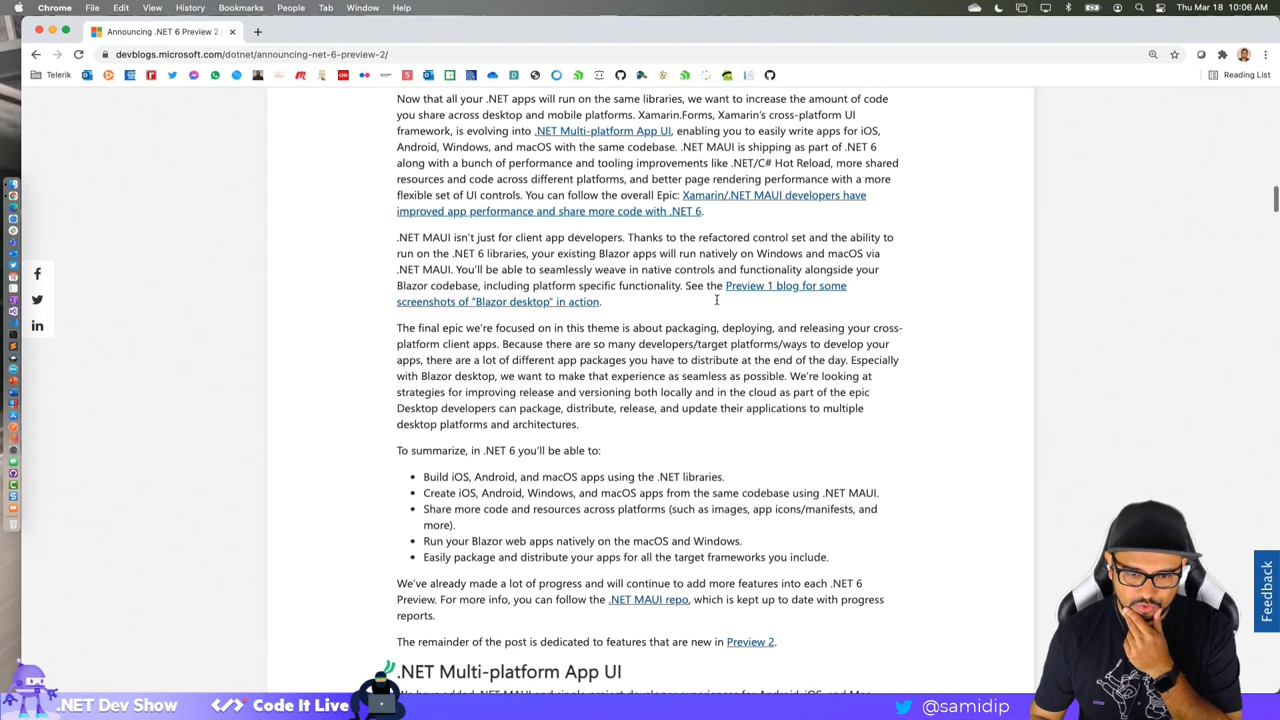 Chrome File Edit View History Bookmarks People Tab Window Help
Thu Mar 18 10:06 AM
Announcing .NET 6 Preview 2
devblogs.microsoft.com/dotnet/announcing-net-6-preview-2/
Telerik
Reading List
Now that all your .NET apps will run on the same libraries, we want to increase the amount of code
you share across desktop and mobile platforms. Xamarin.Forms, Xamarin's cross-platform UI
framework, is evolving into .NET Multi-platform App UI, enabling you to easily write apps for iOS,
Android, Windows, and macOS with the same codebase. .NET MAUI is shipping as part of .NET 6
along with a bunch of performance and tooling improvements like .NET/C# Hot Reload, more shared
resources and code across different platforms, and better page rendering performance with a more
flexible set of UI controls. You can follow the overall Epic: Xamarin/.NET MAUI developers have
improved app performance and share more code with .NET 6.
.NET MAUI isn't just for client app developers. Thanks to the refactored control set and the ability to
run on the .NET 6 libraries, your existing Blazor apps will run natively on Windows and macOS via
.NET MAUI. You'll be able to seamlessly weave in native controls and functionality alongside your
Blazor codebase, including platform specific functionality. See the Preview 1 blog for some
screenshots of "Blazor desktop" in action.
The final epic we're focused on in this theme is about packaging, deploying, and releasing your cross-
platform client apps. Because there are so many developers/target platforms/ways to develop your
apps, there are a lot of different app packages you have to distribute at the end of the day. Especially
with Blazor desktop, we want to make that experience as seamless as possible. We're looking at
strategies for improving release and versioning both locally and in the cloud as part of the epic
Desktop developers can package, distribute, release, and update their applications to multiple
desktop platforms and architectures.
To summarize, in .NET 6 you'll be able to:
• Build iOS, Android, and macOS apps using the .NET libraries.
• Create iOS, Android, Windows, and macOS apps from the same codebase using .NET MAUI.
• Share more code and resources across platforms (such as images, app icons/manifests, and
more).
• Run your Blazor web apps natively on the macOS and Windows.
• Easily package and distribute your apps for all the target frameworks you include.
We've already made a lot of progress and will continue to add more features into each .NET 6
Preview. For more info, you can follow the .NET MAUI repo, which is kept up to date with progress
reports.
The remainder of the post is dedicated to features that are new in Preview 2.
.NET Multi-platform App UI
Feedback
.NET Dev Show
Code It Live
@samidip